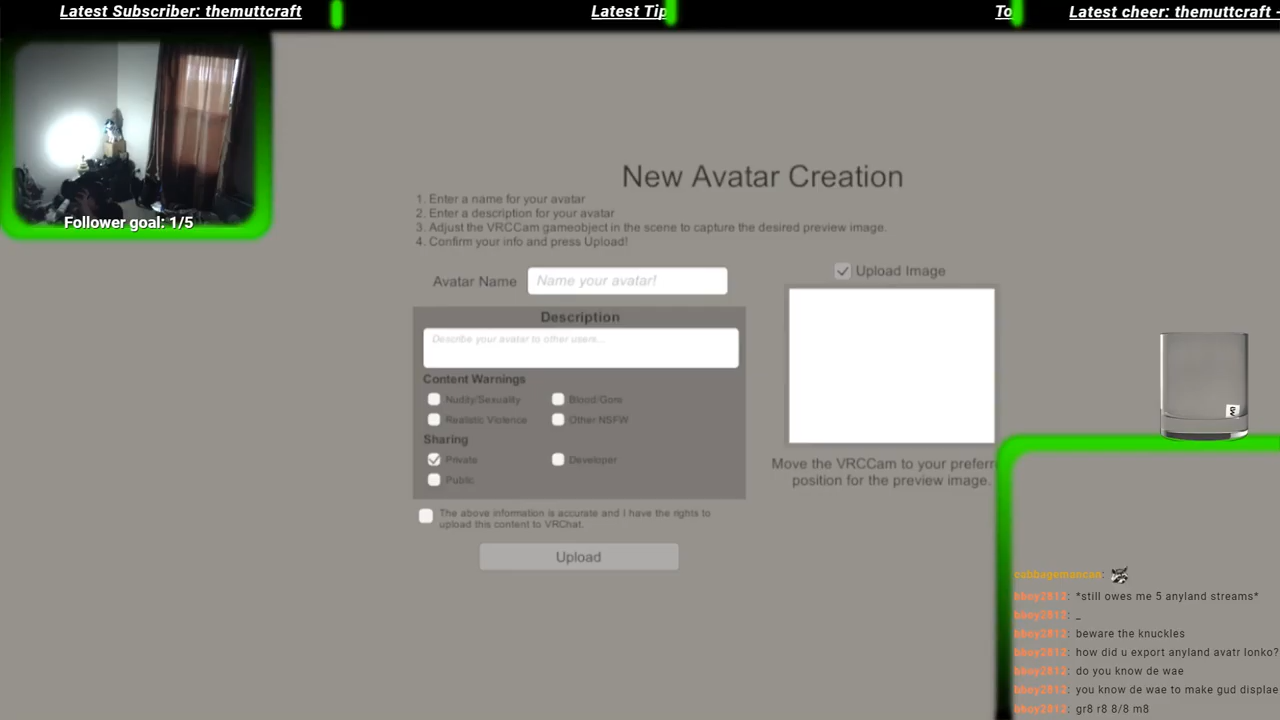 Latest Subscriber: themuttcraft
Latest Tip
To
Latest cheer: themuttcraft -
Follower goal: 1/5
New Avatar Creation
1. Enter a name for your avatar
2. Enter a description for your avatar
3. Adjust the VRCCam gameobject in the scene to capture the desired preview image.
4. Confirm your info and press Upload!
Avatar Name
Name your avatar!
Upload Image
Description
Describe your avatar to other users...
Content Warnings
Nudity/Sexuality
Blood/Gore
Realistic Violence
Other NSFW
Sharing
Private
Developer
Public
The above information is accurate and I have the rights to
upload this content to VRChat.
Upload
Move the VRCCam to your preferr
position for the preview image.
bboy2812: *still owes me 5 anyland streams*
bboy2812: _
bboy2812: beware the knuckles
bboy2812: how did u export anyland avatr lonko?
bboy2812: do you know de wae
bboy2812: you know de wae to make gud displae
bboy2812: gr8 r8 8/8 m8